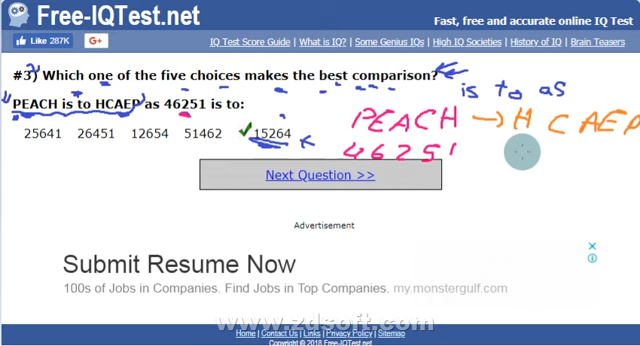 Free-IQTest.net
Fast, free and accurate online IQ Test
Like 287K G+
IQ Test Score Guide | What is IQ? | Some Genius IQs | High IQ Societies | History of IQ | Brain Teasers
#3) Which one of the five choices makes the best comparison?
is to as
PEACH is to HCAEP as 46251 is to:
PEACH → HCAEP
25641 26451 12654 51462 ✓15264
46251
Next Question >>
Advertisement
Submit Resume Now
100s of Jobs in Companies. Find Jobs in Top Companies. my.monstergulf.com
www.zdsoft.com
Home | Contact Us | Links | Privacy Policy | Sitemap
Copyright © 2018 Free-IQTest.net